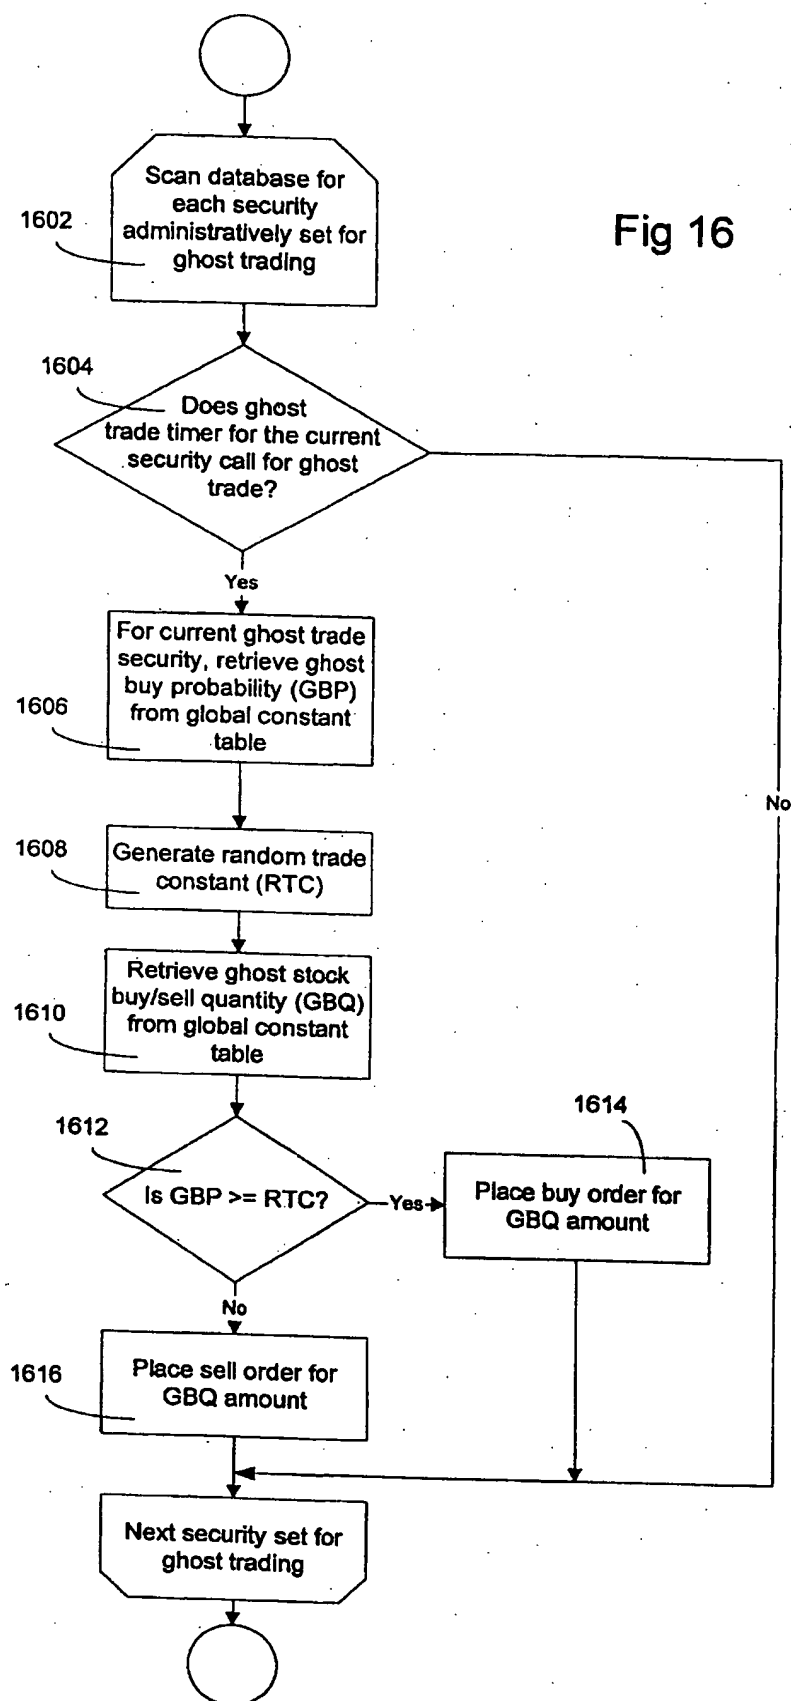 Scan database for
each security
administratively set for
ghost trading
1602
Fig 16
1604
Does ghost
trade timer for the current
security call for ghost
trade?
Yes
For current ghost trade
security, retrieve ghost
buy probability (GBP)
from global constant
table
1606
No
1608
Generate random trade
constant (RTC)
Retrieve ghost stock
buy/sell quantity (GBQ)
from global constant
table
1610
1612
Is GBP >= RTC?
Yes
1614
Place buy order for
GBQ amount
No
1616
Place sell order for
GBQ amount
Next security set for
ghost trading